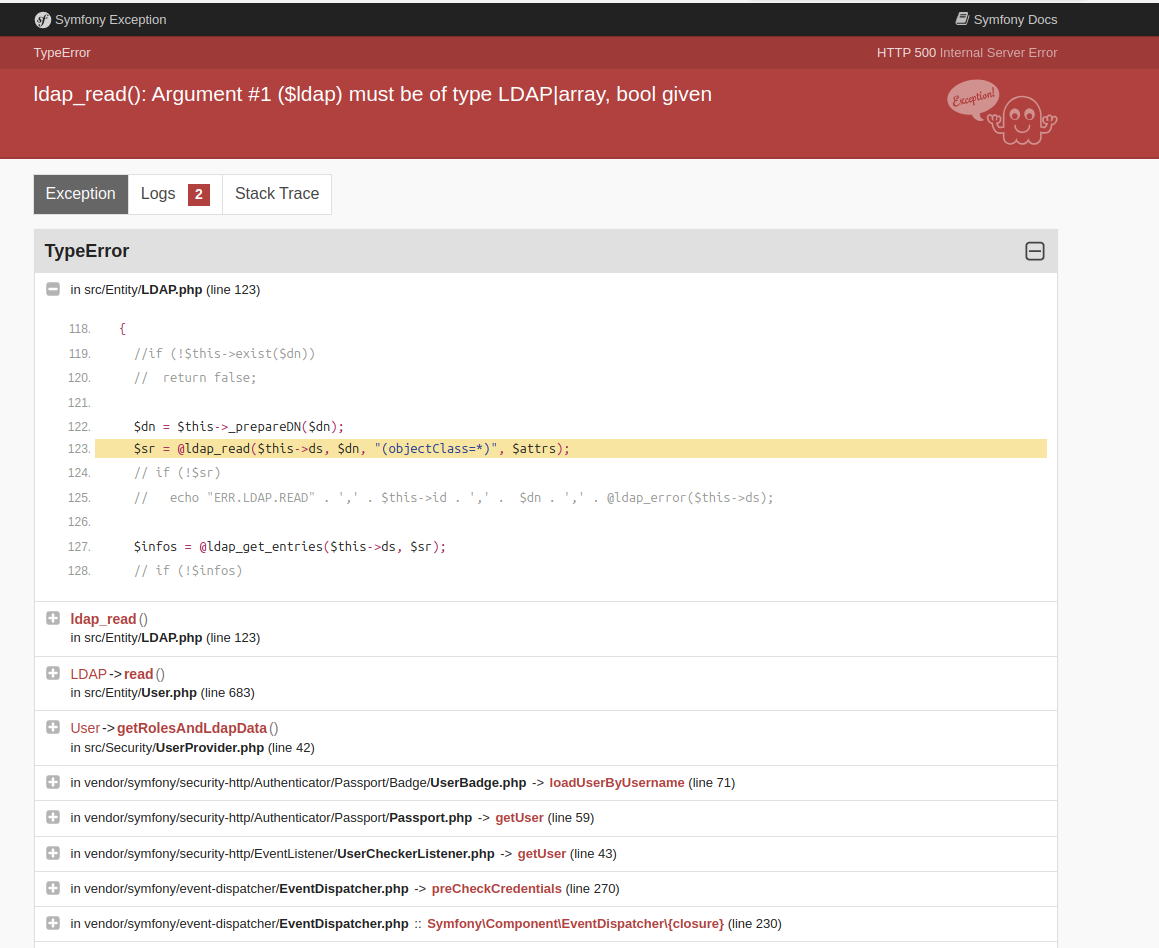 sf Symfony Exception
Symfony Docs
TypeError
HTTP 500 Internal Server Error
ldap_read(): Argument #1 ($ldap) must be of type LDAP|array, bool given
Exception!
Exception
Logs 2
Stack Trace
TypeError
in src/Entity/LDAP.php (line 123)
118. {
119. //if (!$this->exist($dn))
120. //  return false;
121.
122. $dn = $this->_prepareDN($dn);
123. $sr = @ldap_read($this->ds, $dn, "(objectClass=*)", $attrs);
124. // if (!$sr)
125. //   echo "ERR.LDAP.READ" . ',' . $this->id . ',' .  $dn . ',' . @ldap_error($this->ds);
126.
127. $infos = @ldap_get_entries($this->ds, $sr);
128. // if (!$infos)
ldap_read()
in src/Entity/LDAP.php (line 123)
LDAP->read()
in src/Entity/User.php (line 683)
User->getRolesAndLdapData()
in src/Security/UserProvider.php (line 42)
in vendor/symfony/security-http/Authenticator/Passport/Badge/UserBadge.php -> loadUserByUsername (line 71)
in vendor/symfony/security-http/Authenticator/Passport/Passport.php -> getUser (line 59)
in vendor/symfony/security-http/EventListener/UserCheckerListener.php -> getUser (line 43)
in vendor/symfony/event-dispatcher/EventDispatcher.php -> preCheckCredentials (line 270)
in vendor/symfony/event-dispatcher/EventDispatcher.php :: Symfony\Component\EventDispatcher\{closure} (line 230)